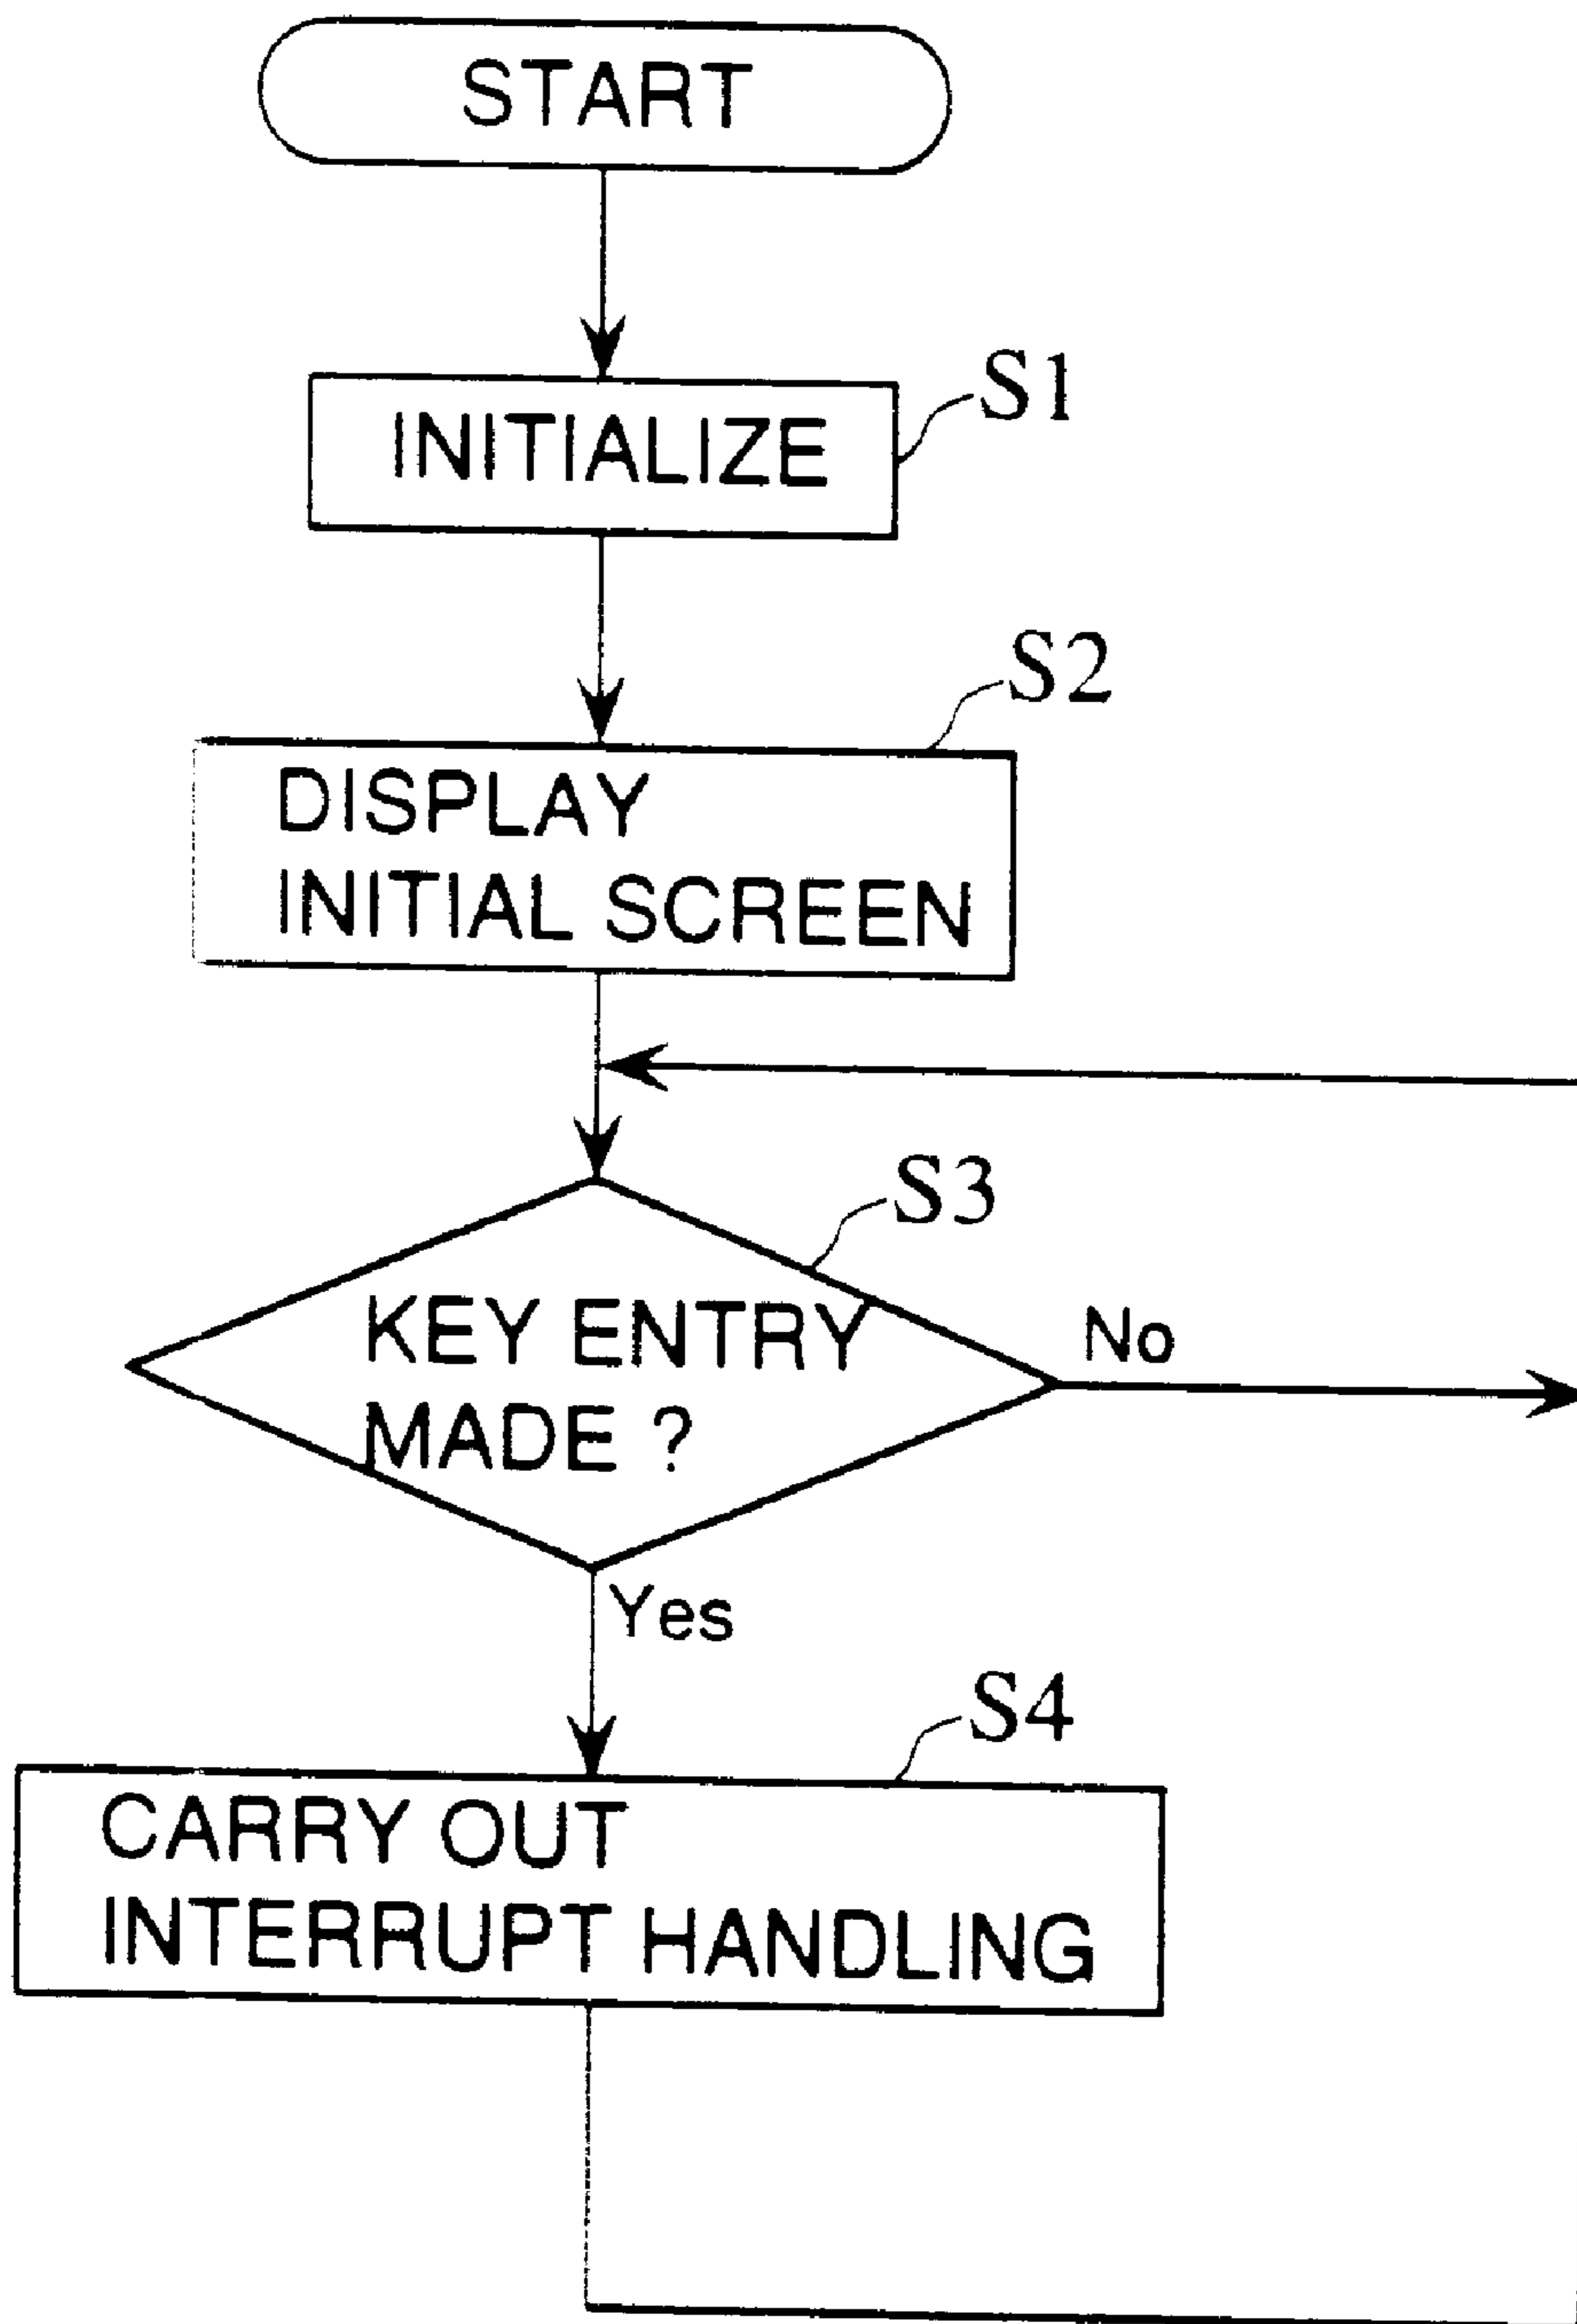 START
INITIALIZE
S1
S2
DISPLAY
INITIAL SCREEN
S3
KEY ENTRY
MADE ?
No
Yes
S4
CARRY OUT
INTERRUPT HANDLING